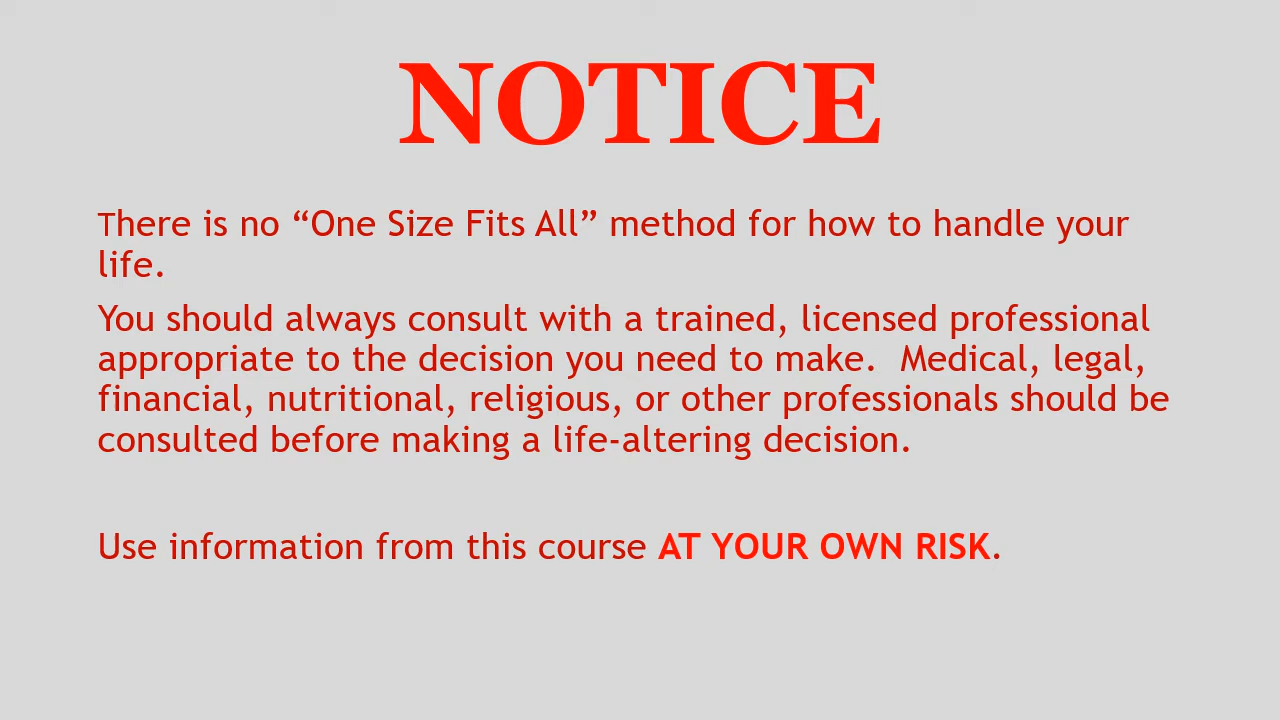 NOTICE
There is no “One Size Fits All” method for how to handle your
life.
You should always consult with a trained, licensed professional
appropriate to the decision you need to make.  Medical, legal,
financial, nutritional, religious, or other professionals should be
consulted before making a life-altering decision.
Use information from this course AT YOUR OWN RISK.